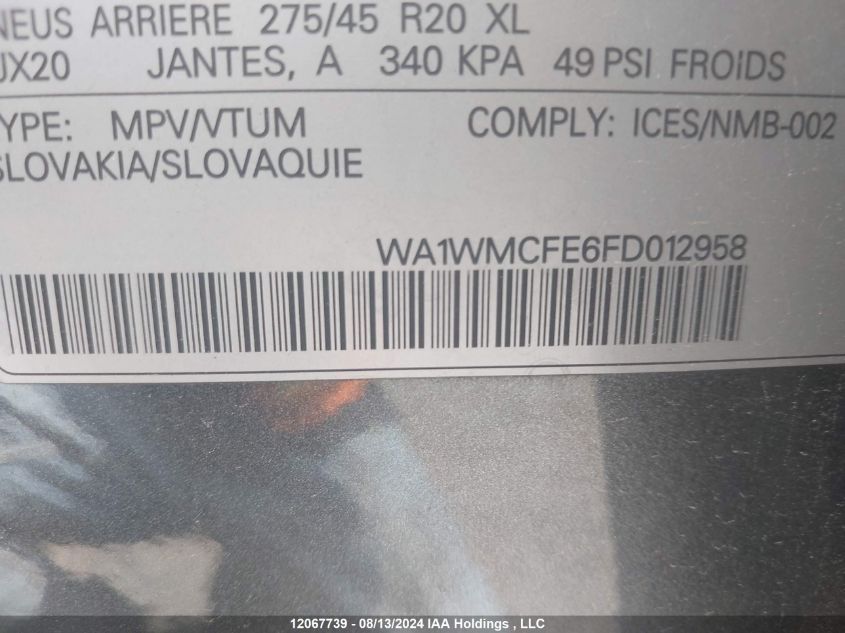 ARRIERE 275/45 R20 XL
JX20 JANTES, A 340 KPA 49 PSI FROiDS
YPE: MPV/VTUM COMPLY: ICES/NMB-002
SLOVAKIA/SLOVAQUIE
WA1WMCFE6FD012958
12067739 - 08/13/2024 IAA Holdings , LLC